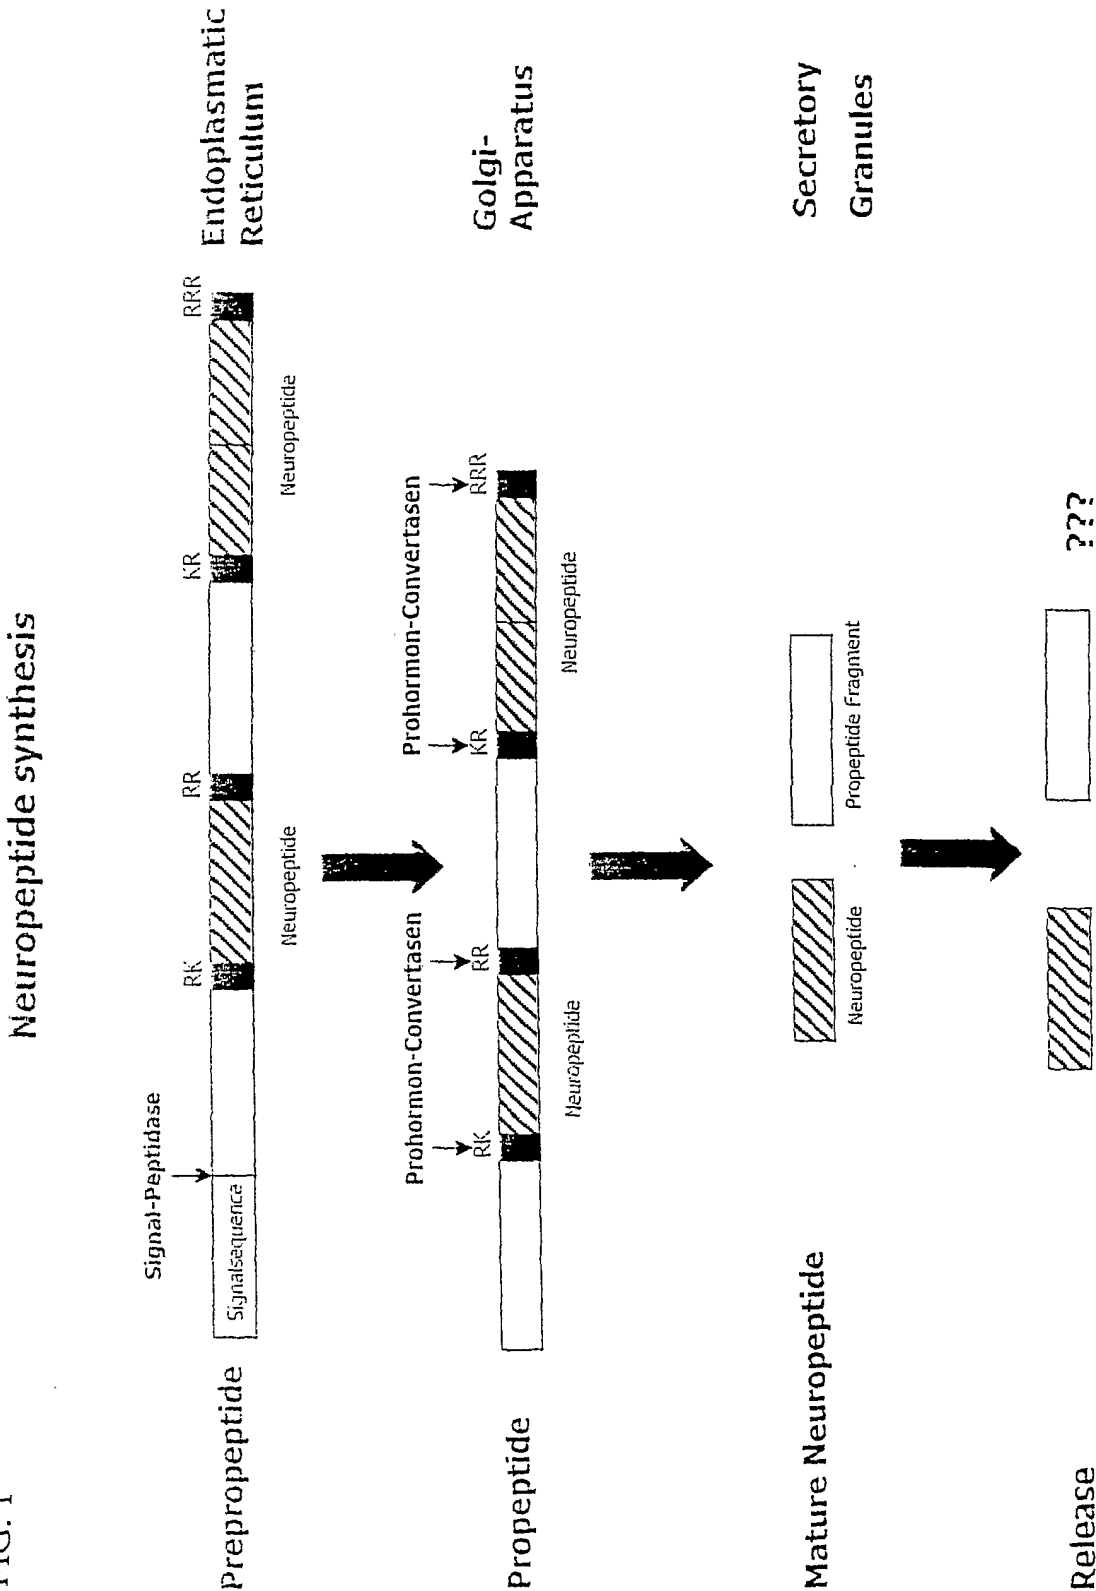 FIG. 1
Neuropeptide synthesis
Signal-Peptidase
Prepropeptide
Signalsequence
RK
RR
KR
RRR
Endoplasmatic
Reticulum
Neuropeptide
Neuropeptide
Prohormon-Convertasen
Prohormon-Convertasen
Propeptide
RK
RR
KR
RRR
Golgi-
Apparatus
Neuropeptide
Neuropeptide
Mature Neuropeptide
Secretory
Granules
Neuropeptide
Propeptide Fragment
Release
???